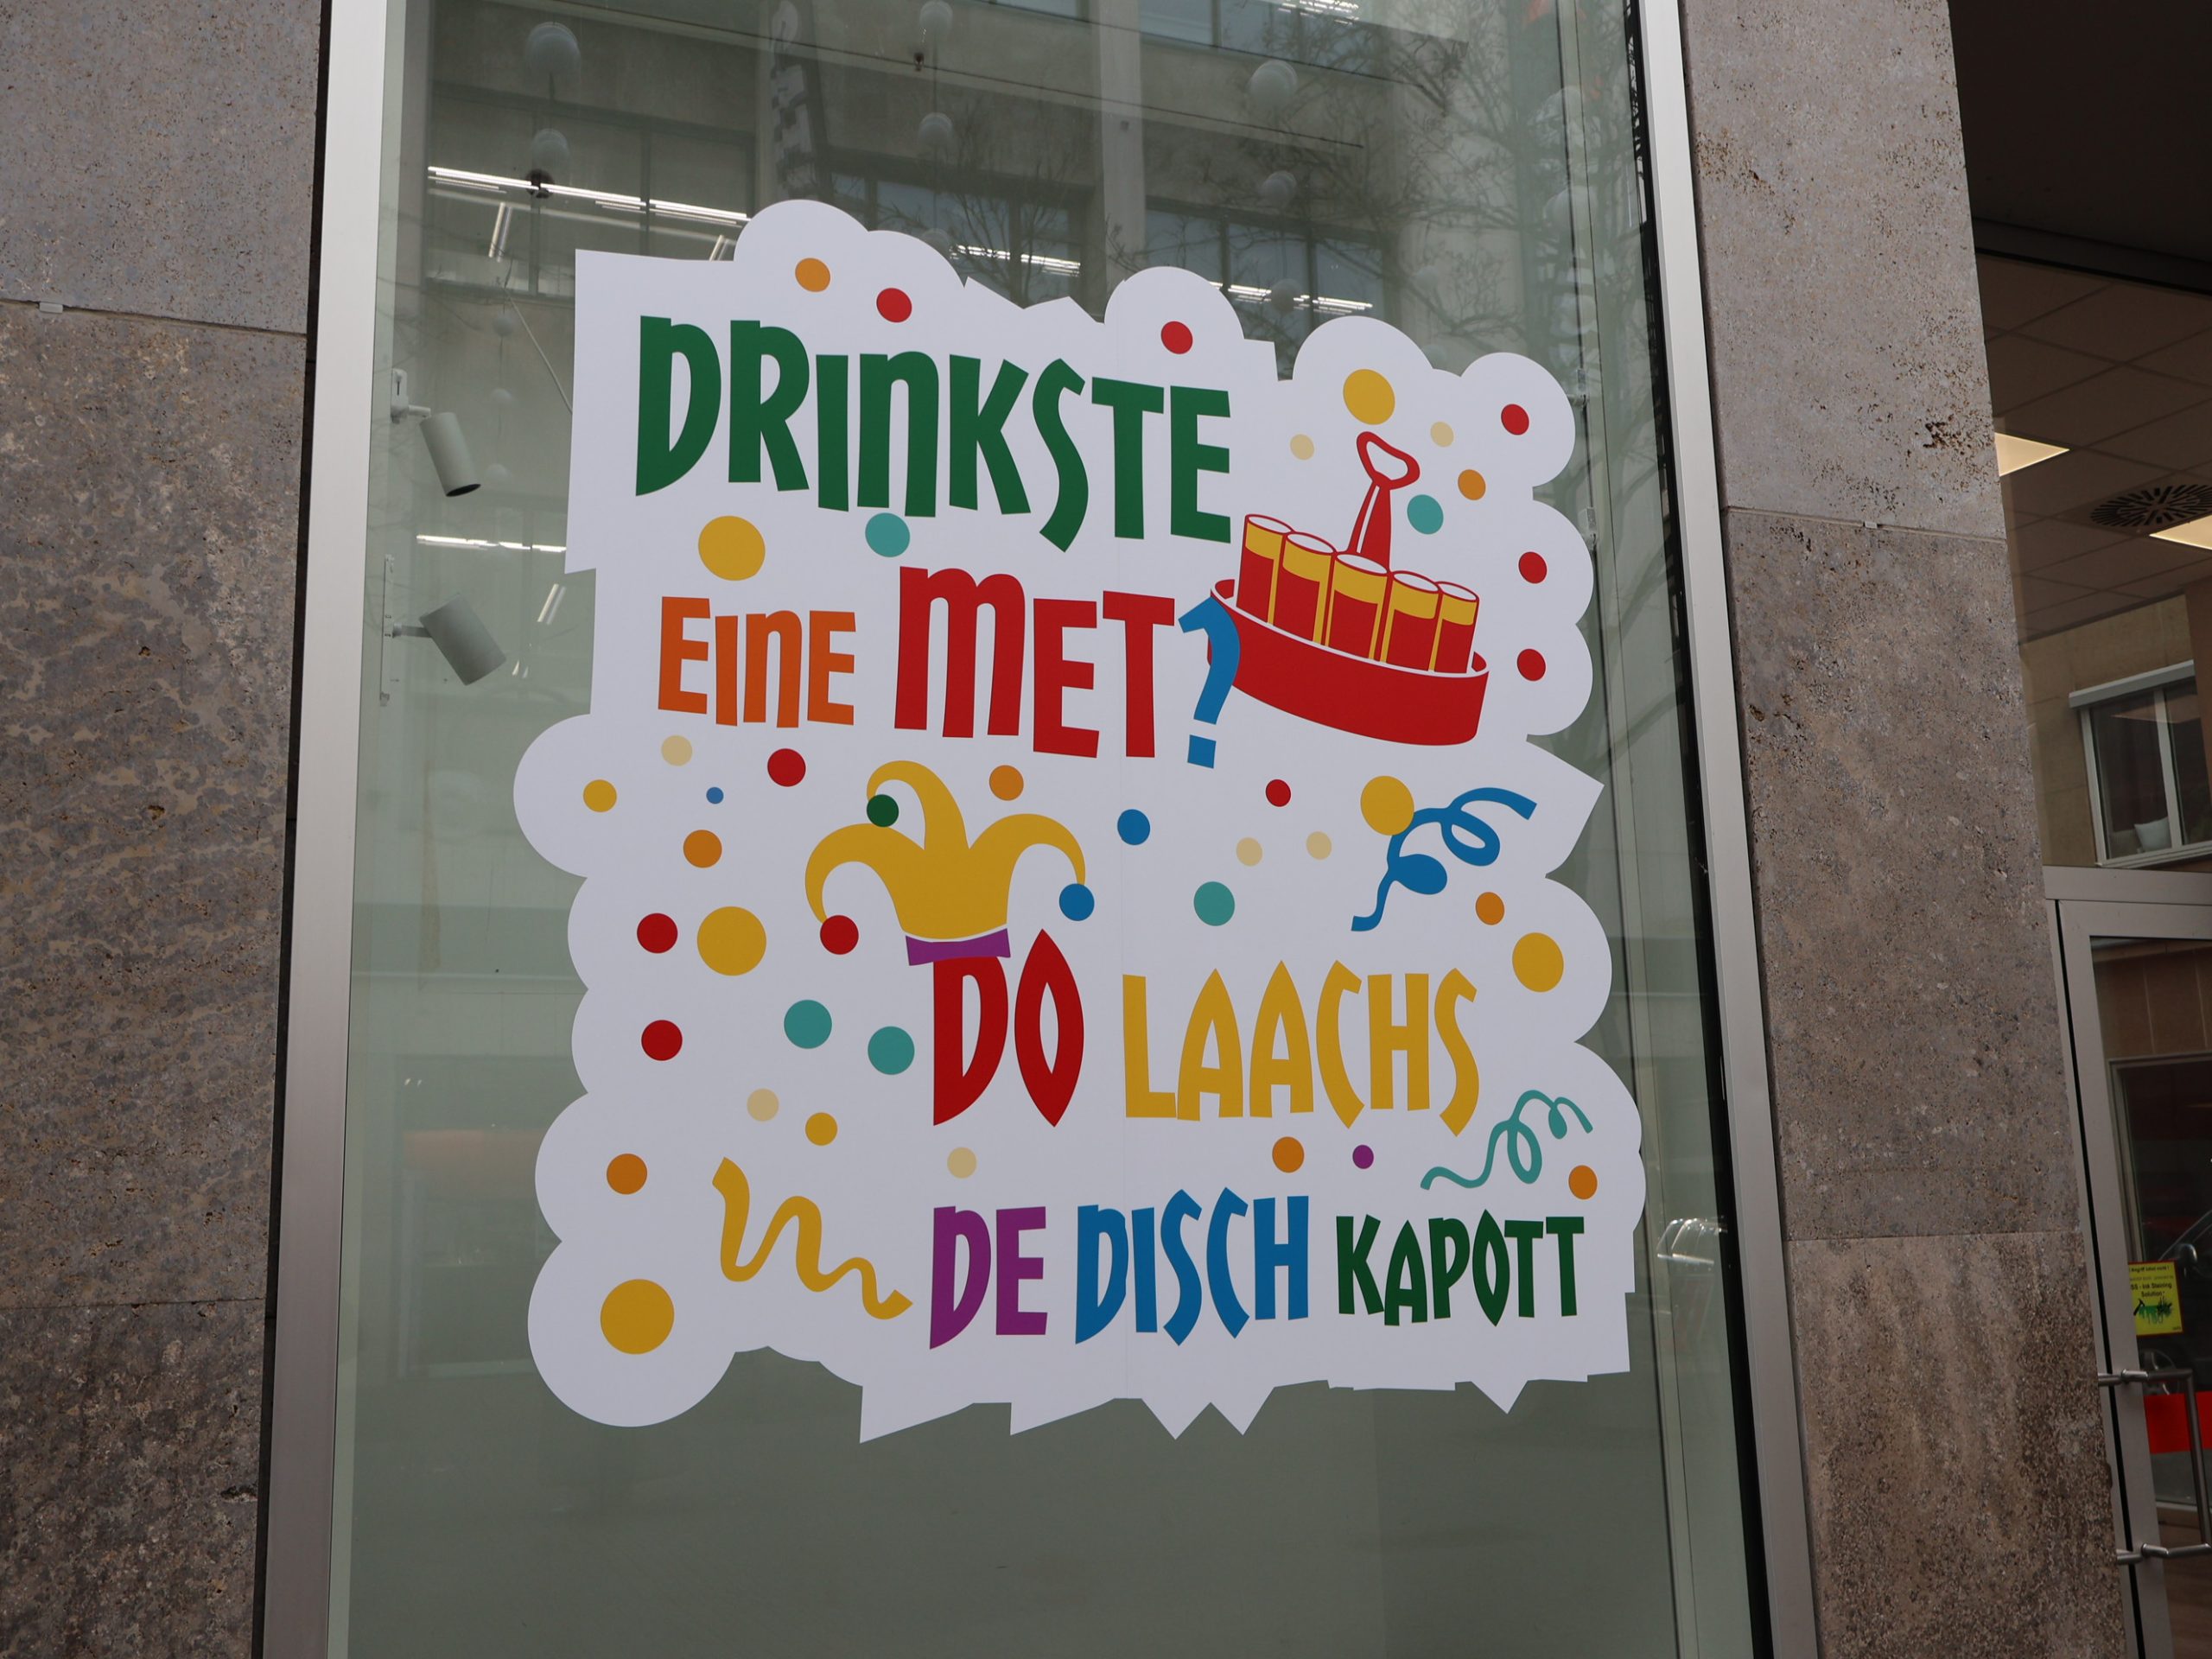 DRINKSTE
EINE MET?
DO LAACHS
DE DISCH KAPOTT